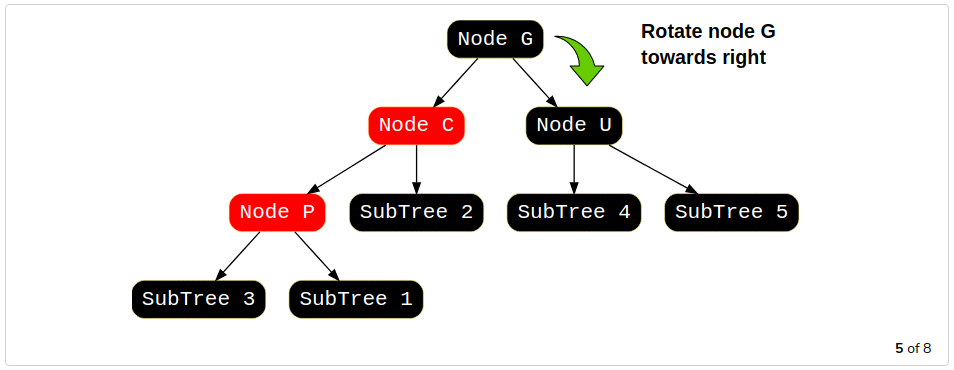 Node G
Rotate node G
towards right
Node C
Node U
Node P
SubTree 2
SubTree 4
SubTree 5
SubTree 3
SubTree 1
5 of 8